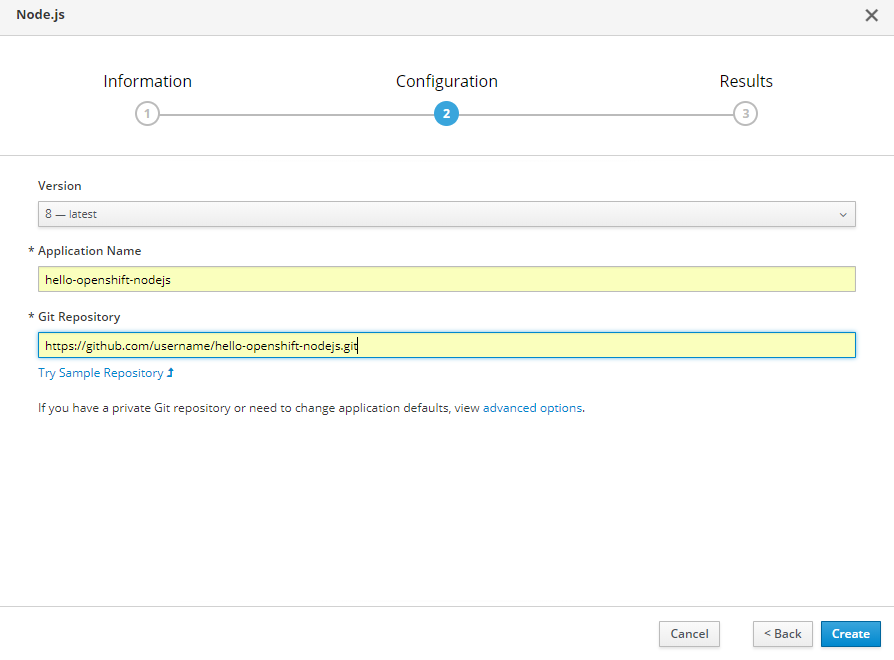 Node.js
Information Configuration Results
1 2 3
Version
8 — latest
* Application Name
hello-openshift-nodejs
* Git Repository
https://github.com/username/hello-openshift-nodejs.git
Try Sample Repository
If you have a private Git repository or need to change application defaults, view advanced options.
Cancel < Back Create